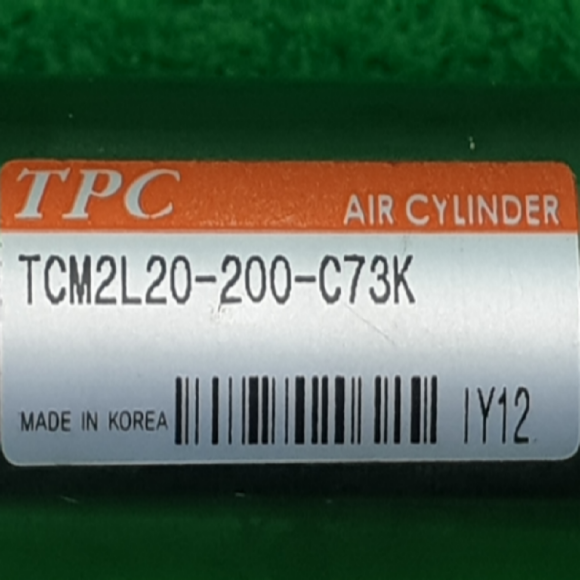 TPC AIR CYLINDER
TCM2L20-200-C73K
MADE IN KOREA IY12